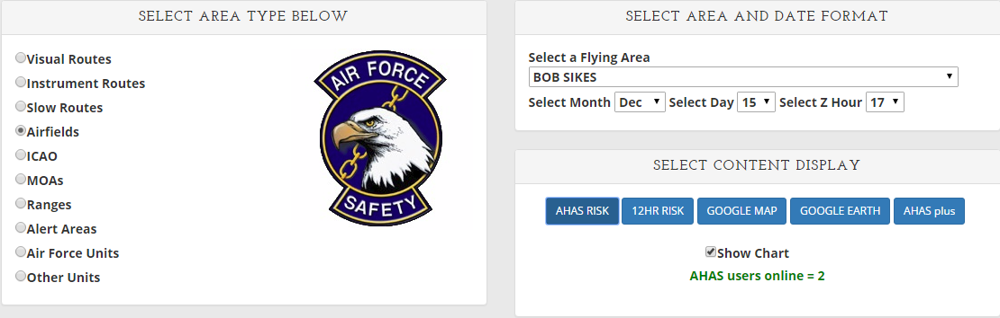 SELECT AREA TYPE BELOW
Visual Routes
Instrument Routes
Slow Routes
Airfields
ICAO
MOAs
Ranges
Alert Areas
Air Force Units
Other Units
AIR FORCE
SAFETY
SELECT AREA AND DATE FORMAT
Select a Flying Area
BOB SIKES
Select Month Dec Select Day 15 Select Z Hour 17
SELECT CONTENT DISPLAY
AHAS RISK 12HR RISK GOOGLE MAP GOOGLE EARTH AHAS plus
Show Chart
AHAS users online = 2